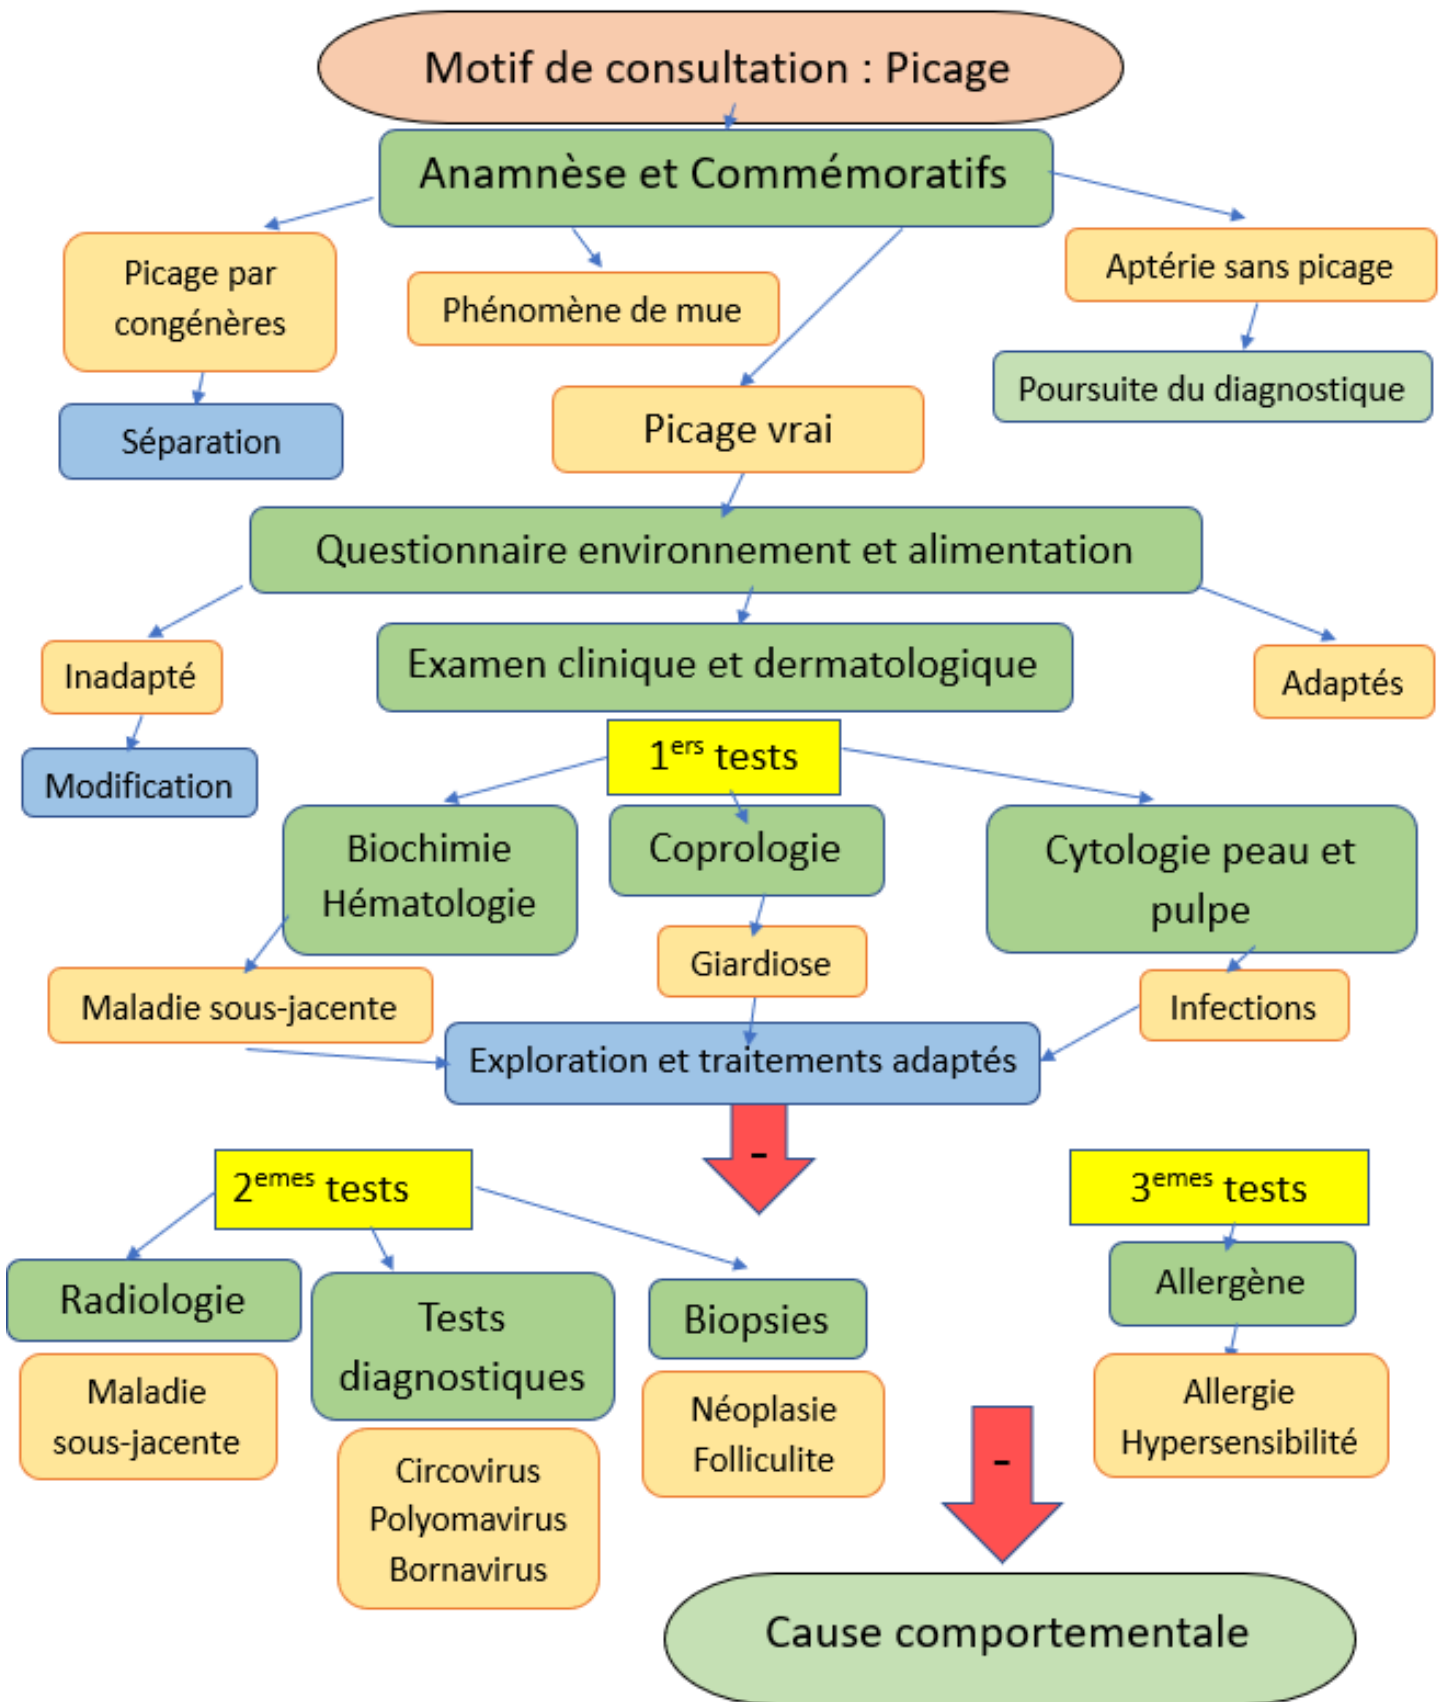 Motif de consultation : Picage
Anamnèse et Commémoratifs
Picage par
congénères
Phénomène de mue
Aptérie sans picage
Séparation
Picage vrai
Poursuite du diagnostique
Questionnaire environnement et alimentation
Inadapté
Examen clinique et dermatologique
Adaptés
Modification
1ers tests
Biochimie
Hématologie
Coprologie
Cytologie peau et
pulpe
Maladie sous-jacente
Giardiose
Infections
Exploration et traitements adaptés
-
2emes tests
3emes tests
Radiologie
Tests
diagnostiques
Biopsies
Allergène
Maladie
sous-jacente
Circovirus
Polyomavirus
Bornavirus
Néoplasie
Folliculite
Allergie
Hypersensibilité
-
Cause comportementale